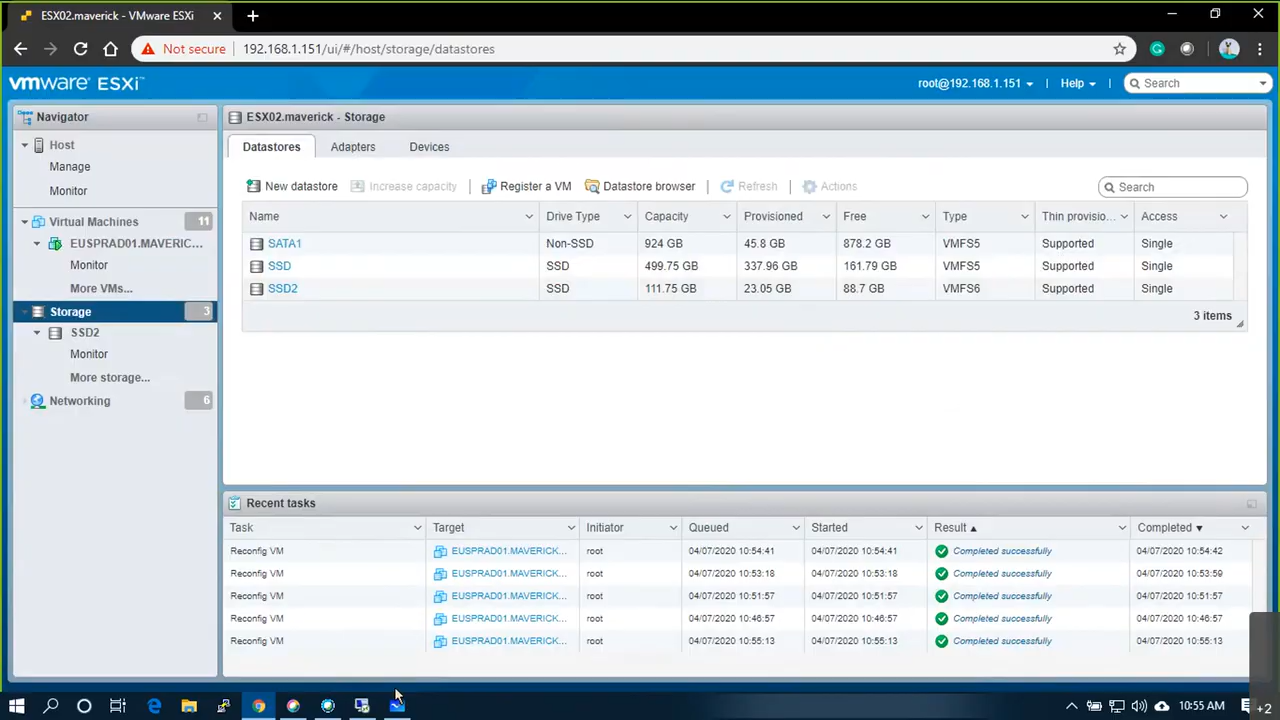 ESX02.maverick - VMware ESXi
Not secure 192.168.1.151/ui/#/host/storage/datastores
vmware ESXi
root@192.168.1.151 Help Search
Navigator
Host
Manage
Monitor
Virtual Machines 11
EUSPRAD01.MAVERIC...
Monitor
More VMs...
Storage 3
SSD2
Monitor
More storage...
Networking 6
ESX02.maverick - Storage
Datastores Adapters Devices
New datastore Increase capacity Register a VM Datastore browser Refresh Actions Search
Name Drive Type Capacity Provisioned Free Type Thin provisio... Access
SATA1 Non-SSD 924 GB 45.8 GB 878.2 GB VMFS5 Supported Single
SSD SSD 499.75 GB 337.96 GB 161.79 GB VMFS5 Supported Single
SSD2 SSD 111.75 GB 23.05 GB 88.7 GB VMFS6 Supported Single
3 items
Recent tasks
Task Target Initiator Queued Started Result Completed
Reconfig VM EUSPRAD01.MAVERICK... root 04/07/2020 10:54:41 04/07/2020 10:54:41 Completed successfully 04/07/2020 10:54:42
Reconfig VM EUSPRAD01.MAVERICK... root 04/07/2020 10:53:18 04/07/2020 10:53:18 Completed successfully 04/07/2020 10:53:59
Reconfig VM EUSPRAD01.MAVERICK... root 04/07/2020 10:51:57 04/07/2020 10:51:57 Completed successfully 04/07/2020 10:51:57
Reconfig VM EUSPRAD01.MAVERICK... root 04/07/2020 10:46:57 04/07/2020 10:46:57 Completed successfully 04/07/2020 10:46:57
Reconfig VM EUSPRAD01.MAVERICK... root 04/07/2020 10:55:13 04/07/2020 10:55:13 Completed successfully 04/07/2020 10:55:13
10:55 AM +2